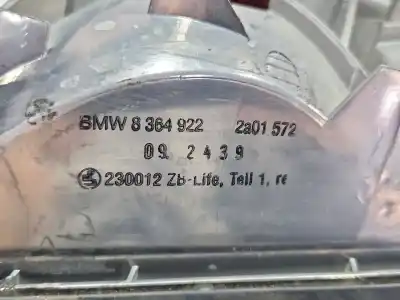 BMW 8 364 922 2a01 572
09 2439
230012 ZB-Life, Teil 1, re